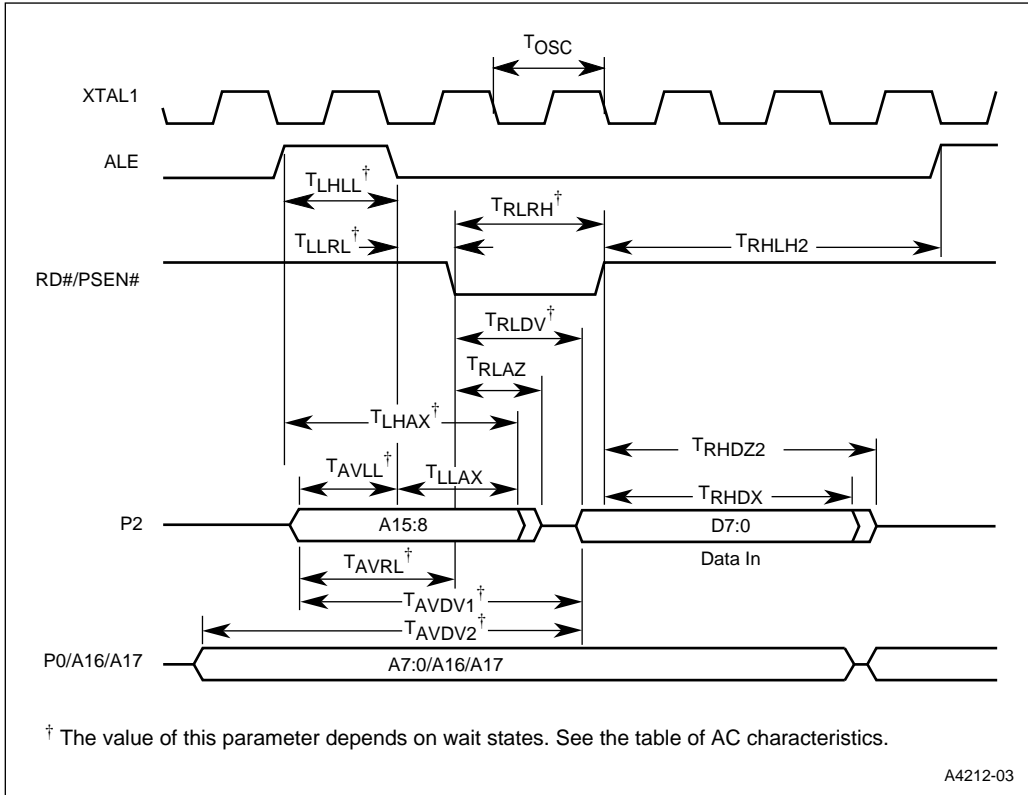 TOSC
XTAL1
ALE
TLHLL†
TRLRH†
TLLRL†
TRHLH2
RD#/PSEN#
TRLDV†
TRLAZ
TLHAX†
TRHDZ2
TAVLL†
TLLAX
TRHDX
P2
A15:8
D7:0
Data In
TAVRL†
TAVDV1†
TAVDV2†
P0/A16/A17
A7:0/A16/A17
† The value of this parameter depends on wait states. See the table of AC characteristics.
A4212-03